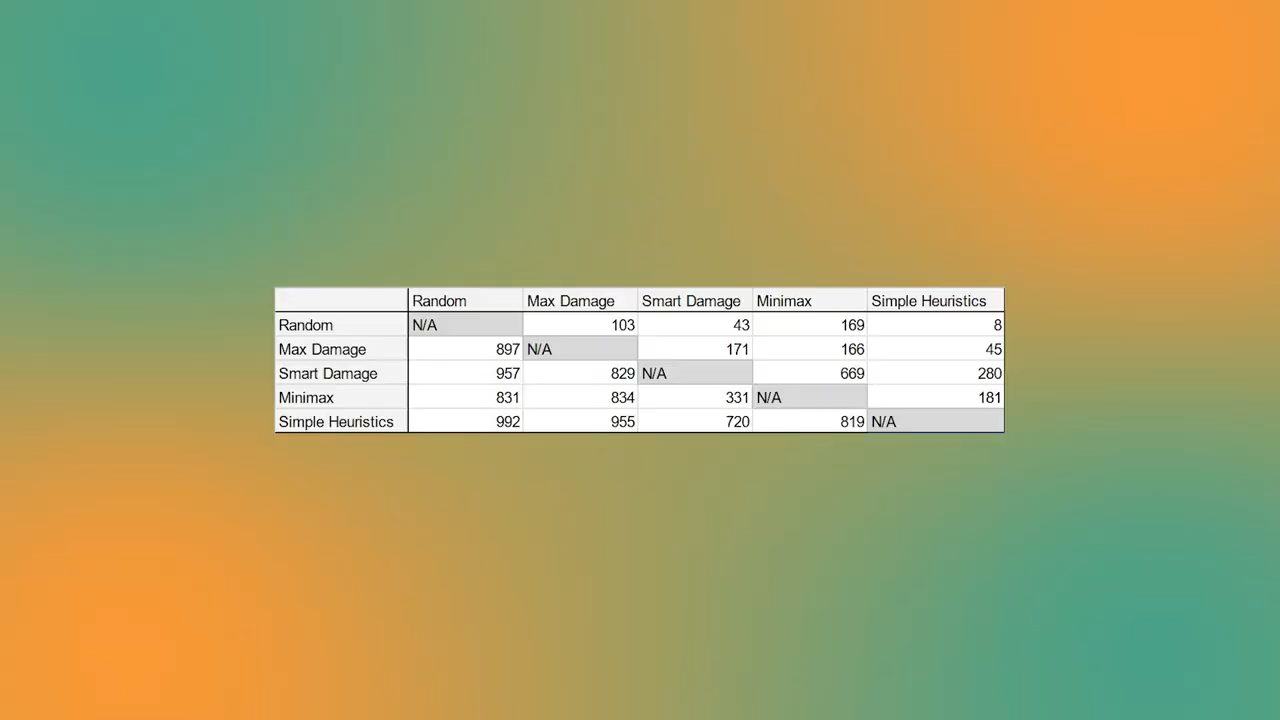 Random Max Damage Smart Damage Minimax Simple Heuristics
Random N/A 103 43 169 8
Max Damage 897 N/A 171 166 45
Smart Damage 957 829 N/A 669 280
Minimax 831 834 331 N/A 181
Simple Heuristics 992 955 720 819 N/A